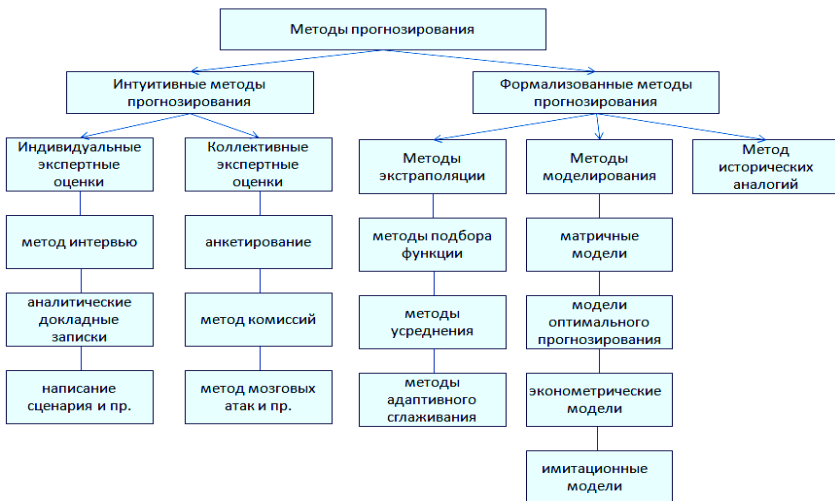 Методы прогнозирования
Интуитивные методы
прогнозирования
Формализованные методы
прогнозирования
Индивидуальные
экспертные
оценки
Коллективные
экспертные
оценки
Методы
экстраполяции
Методы
моделирования
Метод
исторических
аналогий
метод интервью
анкетирование
методы подбора
функции
матричные
модели
аналитические
докладные
записки
метод комиссий
методы
усреднения
модели
оптимального
прогнозирования
написание
сценария и пр.
метод мозговых
атак и пр.
методы
адаптивного
сглаживания
эконометрические
модели
имитационные
модели